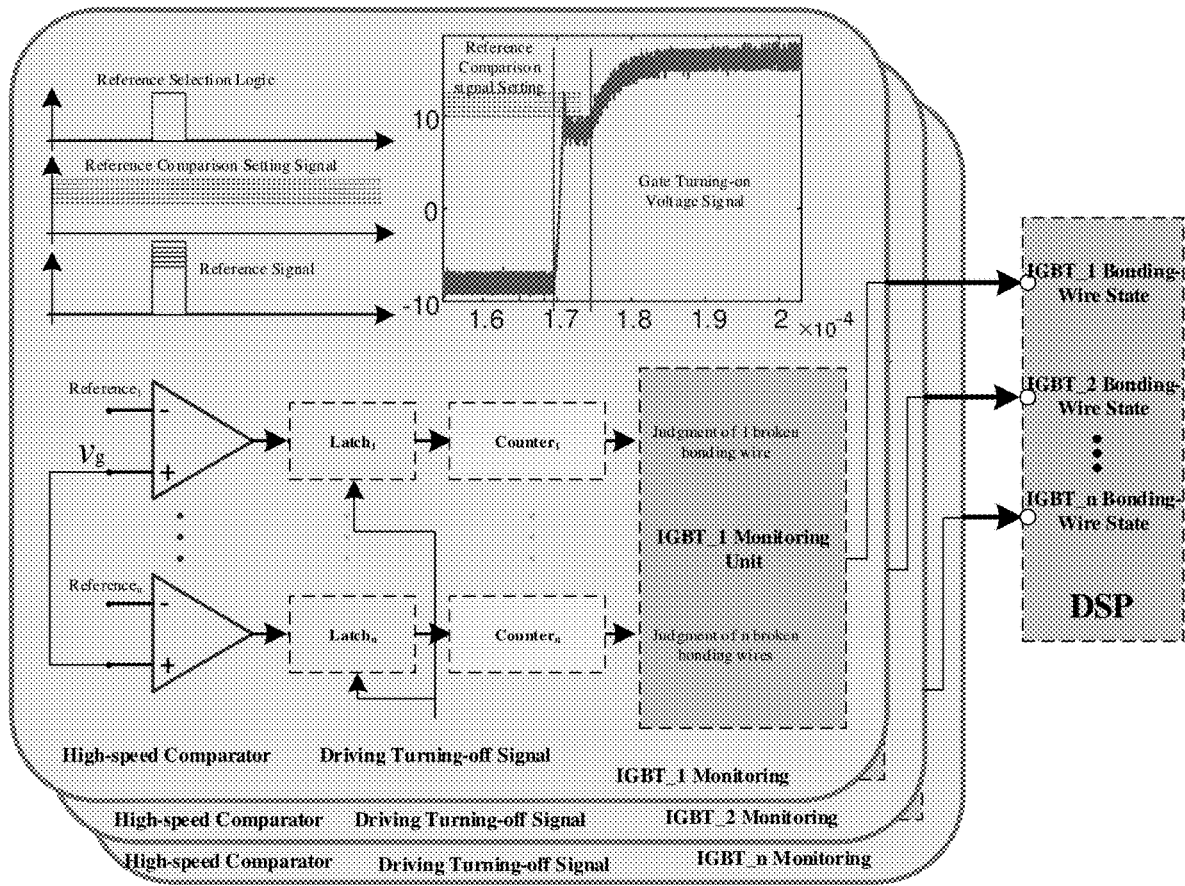 Reference Selection Logic
Reference Comparison Setting Signal
Reference Signal
Reference
Comparison
signal Setting
10
0
-10
Gate Turning-on
Voltage Signal
1.6 1.7 1.8 1.9 2 ×10⁻⁴
Reference₁
-
vg
+
Latch₁
Counter₁
Judgment of 1 broken
bonding wire
IGBT_1 Monitoring
Unit
Referenceₙ
-
+
Latchₙ
Counterₙ
Judgment of n broken
bonding wires
High-speed Comparator
Driving Turning-off Signal
IGBT_1 Monitoring
High-speed Comparator
Driving Turning-off Signal
IGBT_2 Monitoring
High-speed Comparator
Driving Turning-off Signal
IGBT_n Monitoring
IGBT_1 Bonding-
Wire State
IGBT_2 Bonding-
Wire State
IGBT_n Bonding-
Wire State
DSP